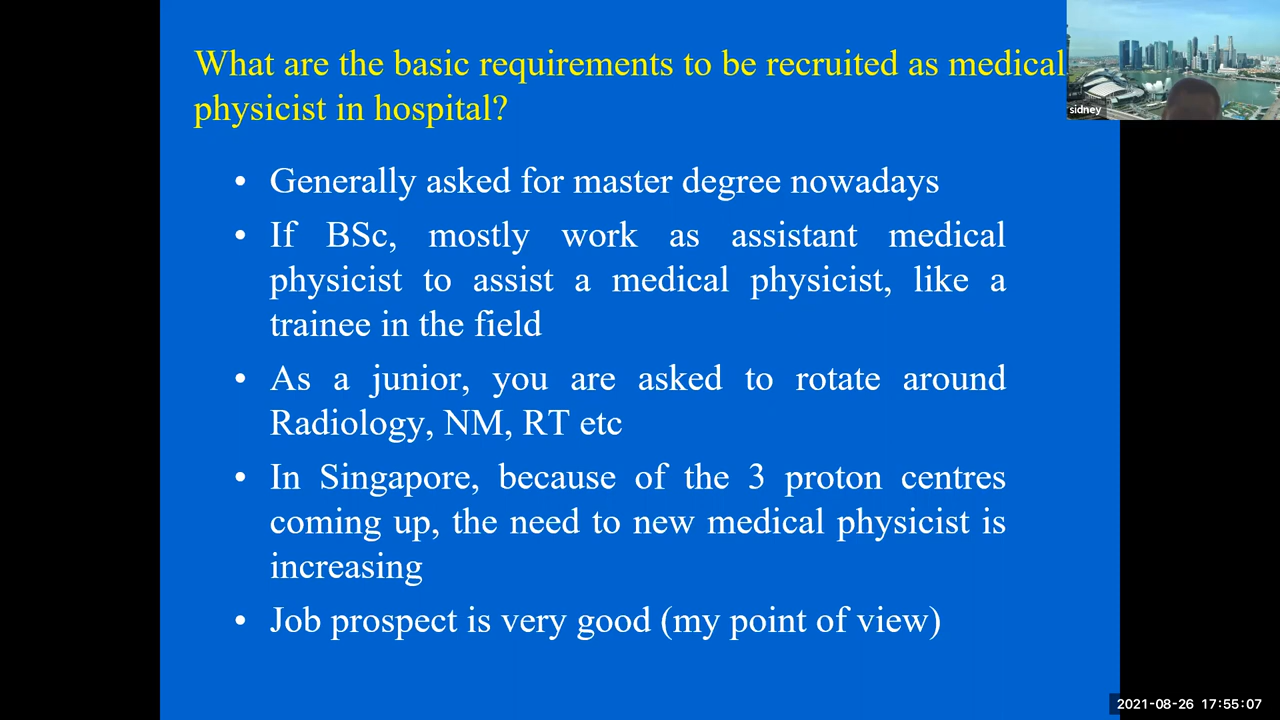 What are the basic requirements to be recruited as medical
physicist in hospital?
sidney
• Generally asked for master degree nowadays
• If BSc, mostly work as assistant medical
physicist to assist a medical physicist, like a
trainee in the field
• As a junior, you are asked to rotate around
Radiology, NM, RT etc
• In Singapore, because of the 3 proton centres
coming up, the need to new medical physicist is
increasing
• Job prospect is very good (my point of view)
2021-08-26 17:55:07